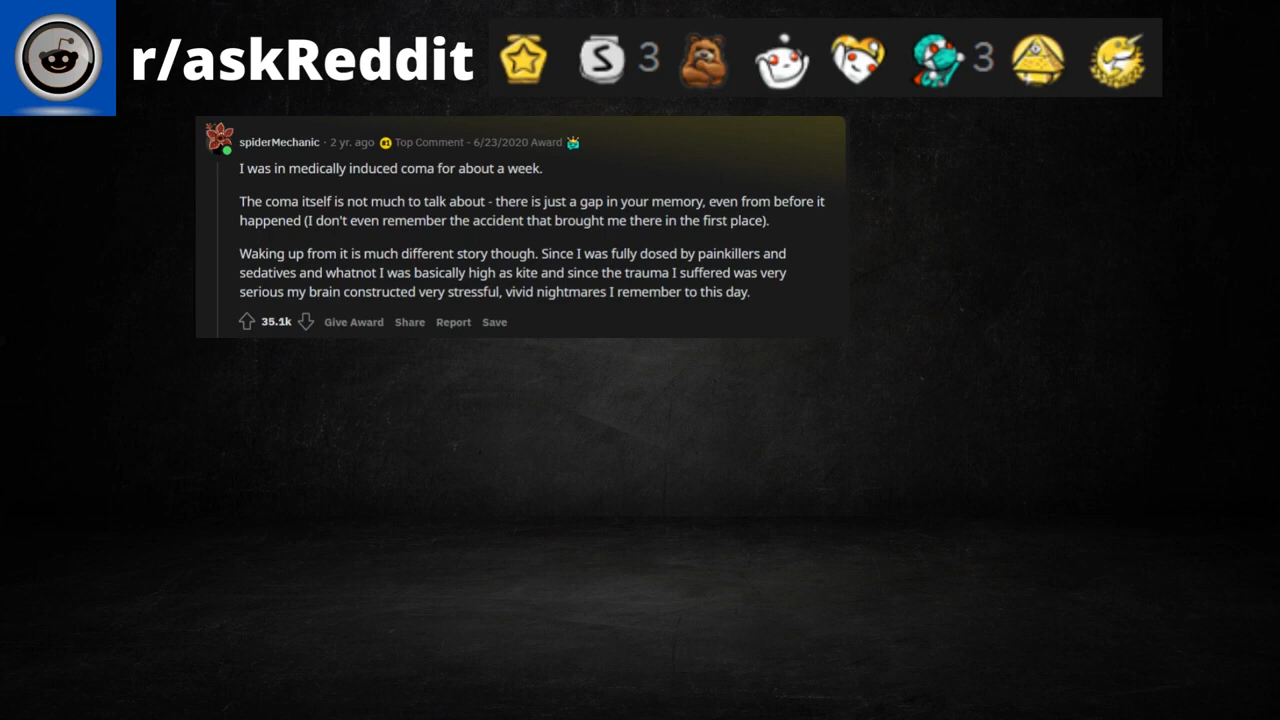 r/askReddit
S 3 3
spiderMechanic · 2 yr. ago #1 Top Comment - 6/23/2020 Award
I was in medically induced coma for about a week.
The coma itself is not much to talk about - there is just a gap in your memory, even from before it
happened (I don't even remember the accident that brought me there in the first place).
Waking up from it is much different story though. Since I was fully dosed by painkillers and
sedatives and whatnot I was basically high as kite and since the trauma I suffered was very
serious my brain constructed very stressful, vivid nightmares I remember to this day.
35.1k Give Award Share Report Save